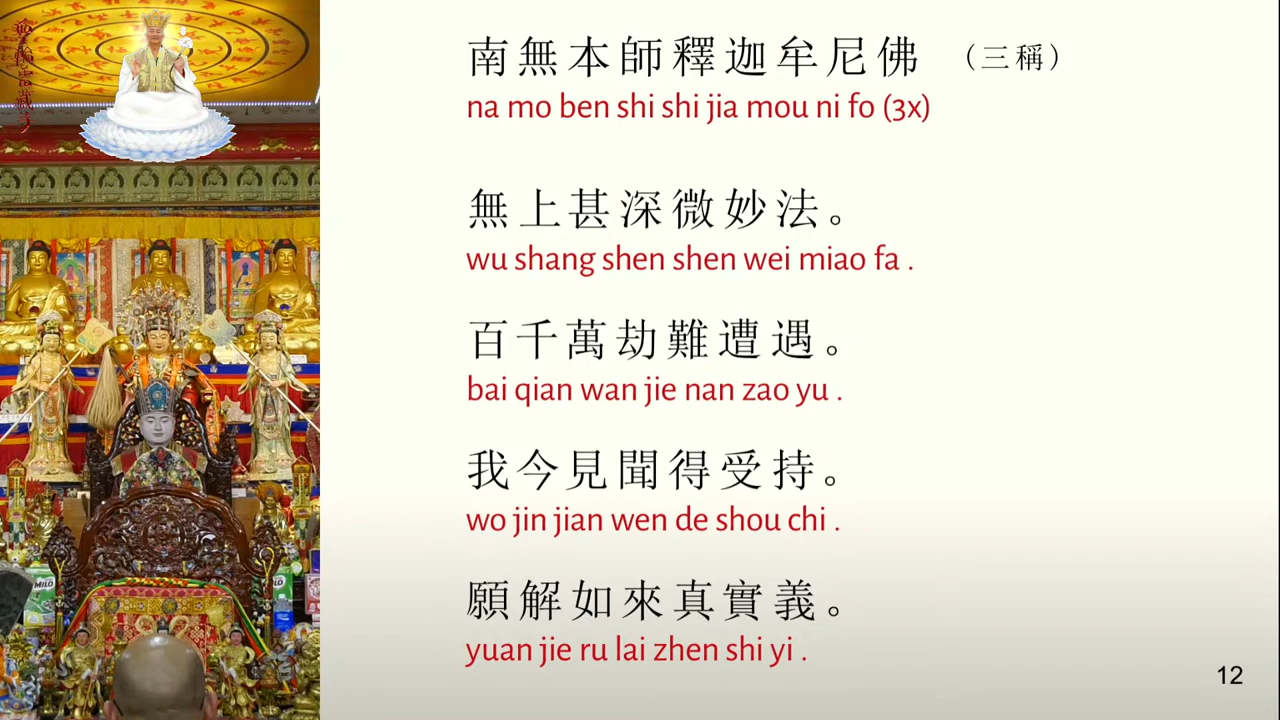 南無本師釋迦牟尼佛 （三稱）
na mo ben shi shi jia mou ni fo (3x)
無上甚深微妙法。
wu shang shen shen wei miao fa .
百千萬劫難遭遇。
bai qian wan jie nan zao yu .
我今見聞得受持。
wo jin jian wen de shou chi .
願解如來真實義。
yuan jie ru lai zhen shi yi .
12
MILO